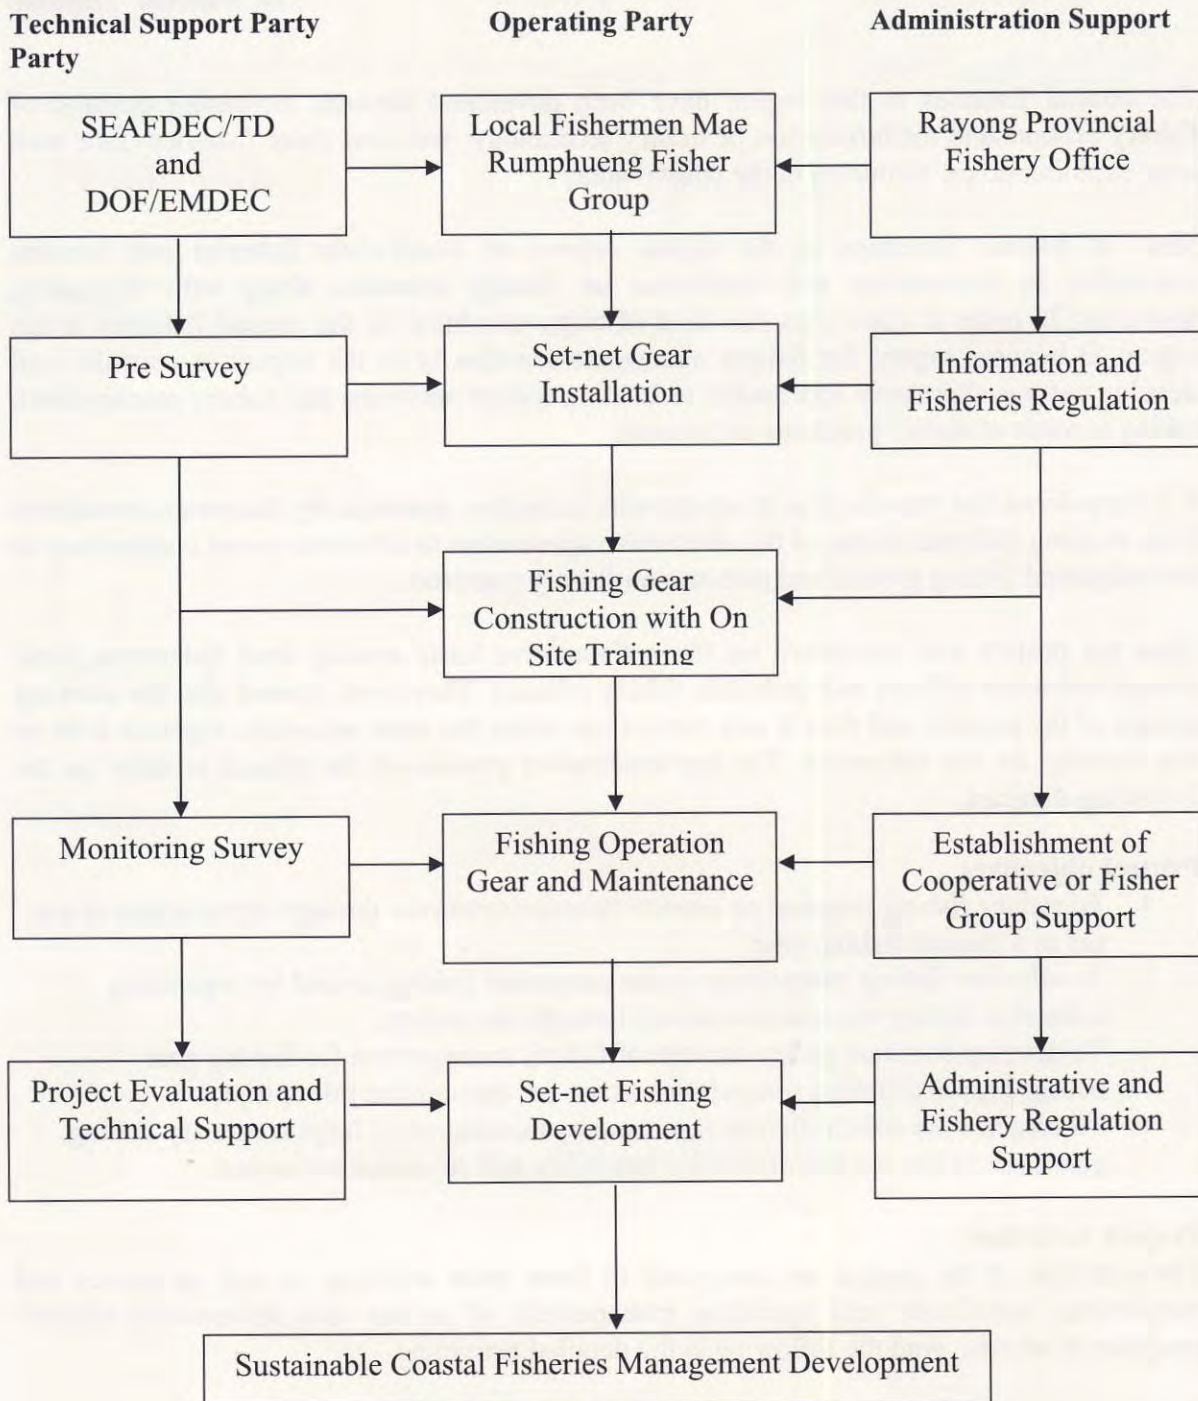 Technical Support Party
Party
Operating Party
Administration Support
SEAFDEC/TD
and
DOF/EMDEC
Local Fishermen Mae
Rumphueng Fisher
Group
Rayong Provincial
Fishery Office
Pre Survey
Set-net Gear
Installation
Information and
Fisheries Regulation
Fishing Gear
Construction with On
Site Training
Monitoring Survey
Fishing Operation
Gear and Maintenance
Establishment of
Cooperative or Fisher
Group Support
Project Evaluation and
Technical Support
Set-net Fishing
Development
Administrative and
Fishery Regulation
Support
Sustainable Coastal Fisheries Management Development